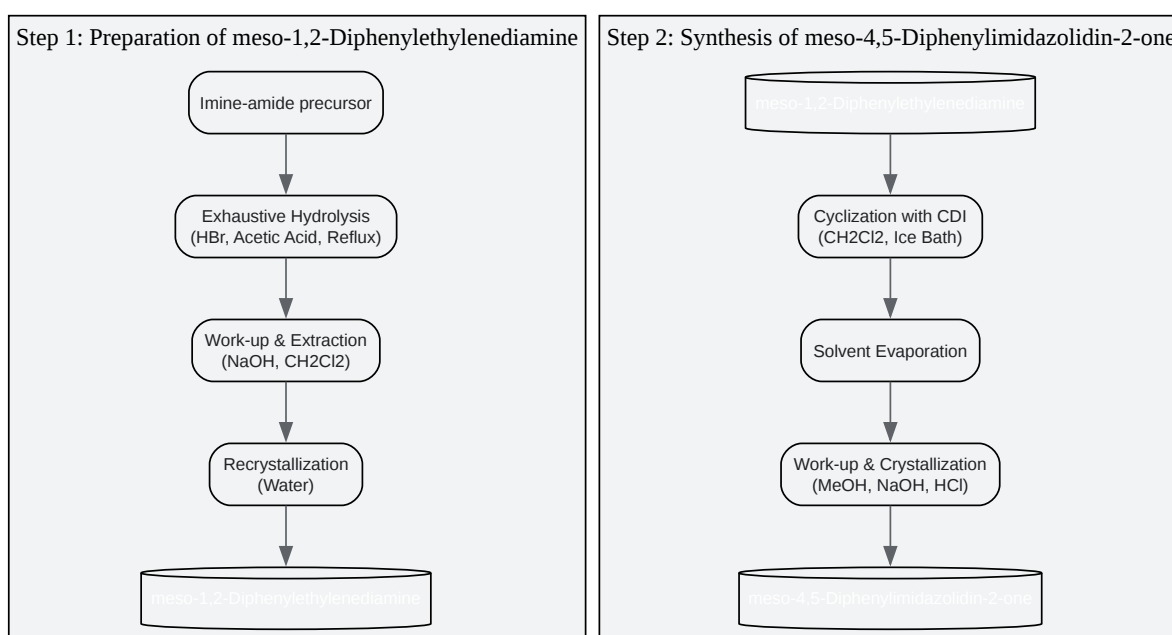 Step 1: Preparation of meso-1,2-Diphenylethylenediamine
Imine-amide precursor
Exhaustive Hydrolysis
(HBr, Acetic Acid, Reflux)
Work-up & Extraction
(NaOH, CH2Cl2)
Recrystallization
(Water)
meso-1,2-Diphenylethylenediamine
Step 2: Synthesis of meso-4,5-Diphenylimidazolidin-2-one
meso-1,2-Diphenylethylenediamine
Cyclization with CDI
(CH2Cl2, Ice Bath)
Solvent Evaporation
Work-up & Crystallization
(MeOH, NaOH, HCl)
meso-4,5-Diphenylimidazolidin-2-one